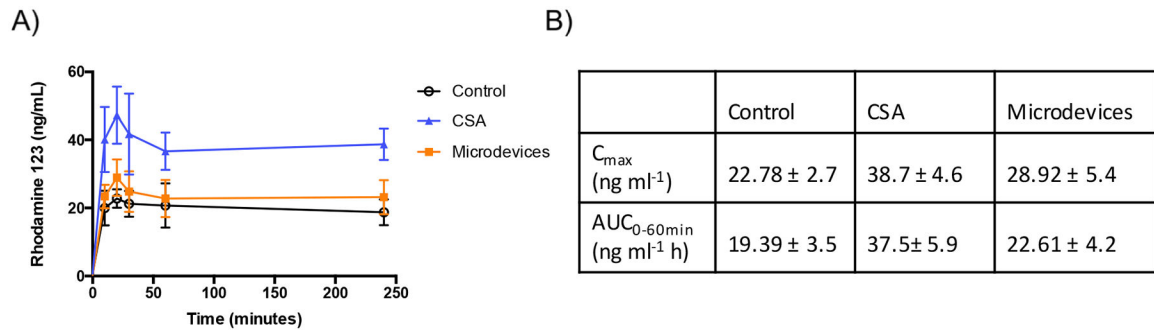 A)
B)
Rhodamine 123 (ng/mL)
60
40
20
0
0 50 100 150 200 250
Time (minutes)
Control
CSA
Microdevices
Control CSA Microdevices
Cmax
(ng ml-1) 22.78 ± 2.7 38.7 ± 4.6 28.92 ± 5.4
AUC0-60min
(ng ml-1 h) 19.39 ± 3.5 37.5± 5.9 22.61 ± 4.2